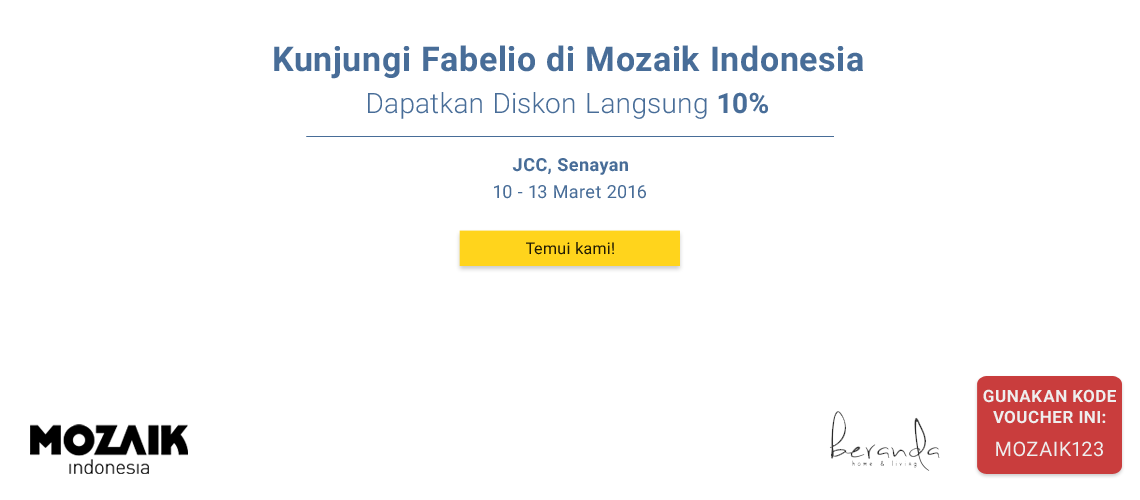 Kunjungi Fabelio di Mozaik Indonesia
Dapatkan Diskon Langsung 10%
JCC, Senayan
10 - 13 Maret 2016
Temui kami!
MOZAIK
indonesia
beranda
home & living
GUNAKAN KODE
VOUCHER INI:
MOZAIK123